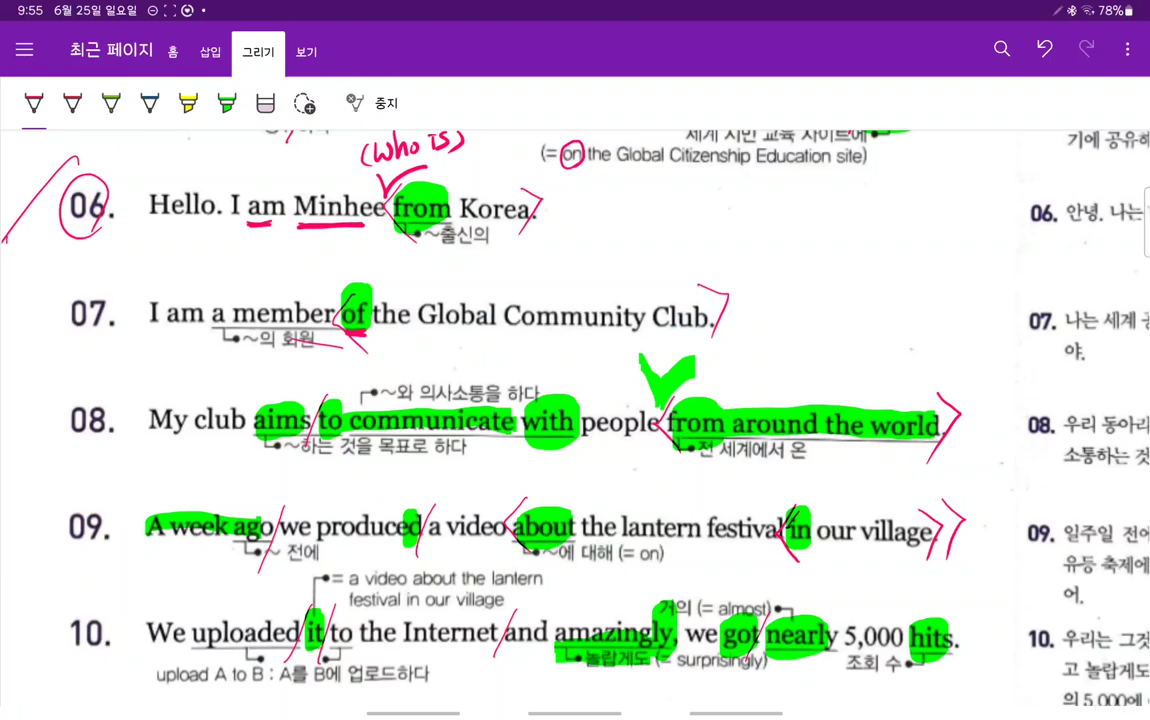 9:55 6월 25일 일요일 78%
최근 페이지 홈 삽입 그리기 보기
중지
(who is)
세계 시민 교육 사이트에
(= on the Global Citizenship Education site)
기에 공유해
06. Hello. I am Minhee from Korea.
~출신의
06. 안녕. 나는
07. I am a member of the Global Community Club.
~의 회원
07. 나는 세계 공
야.
~와 의사소통을 하다
08. My club aims to communicate with people from around the world.
~하는 것을 목표로 하다 전 세계에서 온
08. 우리 동아리
소통하는 것
09. A week ago we produced a video about the lantern festival in our village.
~ 전에 ~에 대해 (= on)
09. 일주일 전에
유등 축제에
어.
= a video about the lantern
festival in our village
거의 (= almost)
10. We uploaded it to the Internet and amazingly, we got nearly 5,000 hits.
upload A to B : A를 B에 업로드하다 놀랍게도 (= surprisingly) 조회 수
10. 우리는 그것
고 놀랍게도
의 5,000에